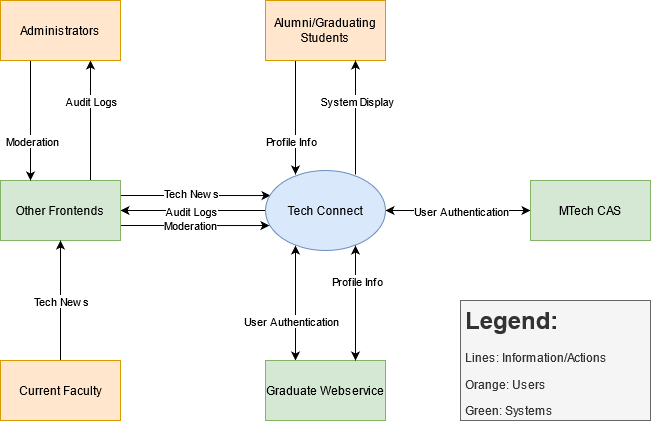 Administrators
Alumni/Graduating
Students
Audit Logs
System Display
Moderation
Profile Info
Other Frontends
Tech News
Audit Logs
Moderation
Tech Connect
User Authentication
MTech CAS
Profile Info
Tech News
User Authentication
Current Faculty
Graduate Webservice
Legend:
Lines: Information/Actions
Orange: Users
Green: Systems